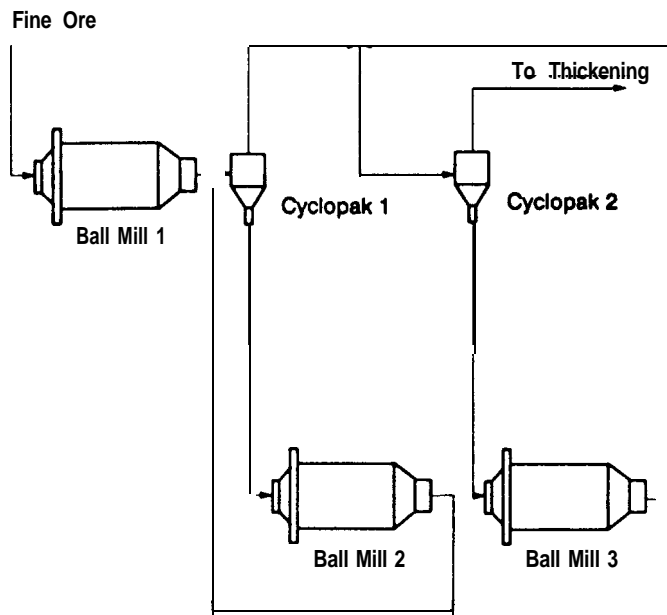 Fine Ore
To Thickening
Cyclopak 1
Cyclopak 2
Ball Mill 1
Ball Mill 2
Ball Mill 3